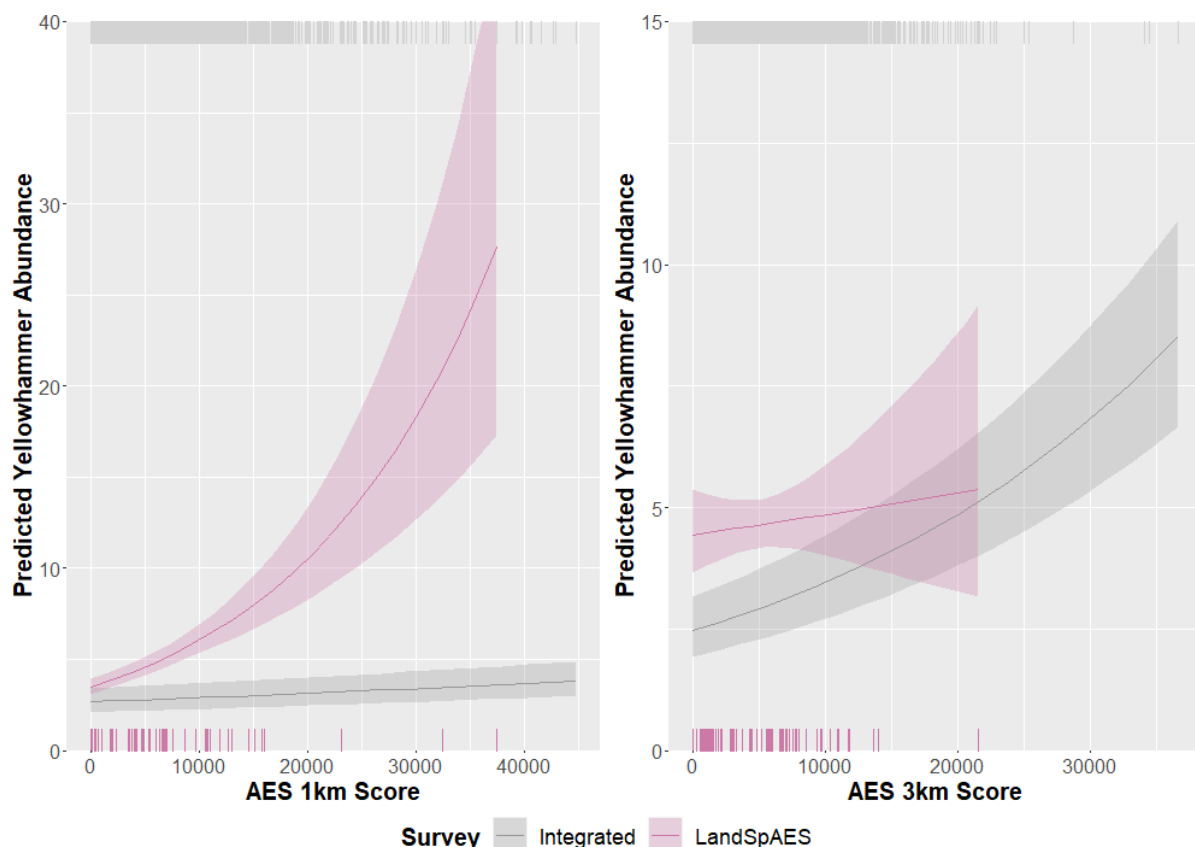 Predicted Yellowhammer Abundance
40
30
20
10
0
0 10000 20000 30000 40000
AES 1km Score
Predicted Yellowhammer Abundance
15
10
5
0
0 10000 20000 30000
AES 3km Score
Survey Integrated LandSpAES